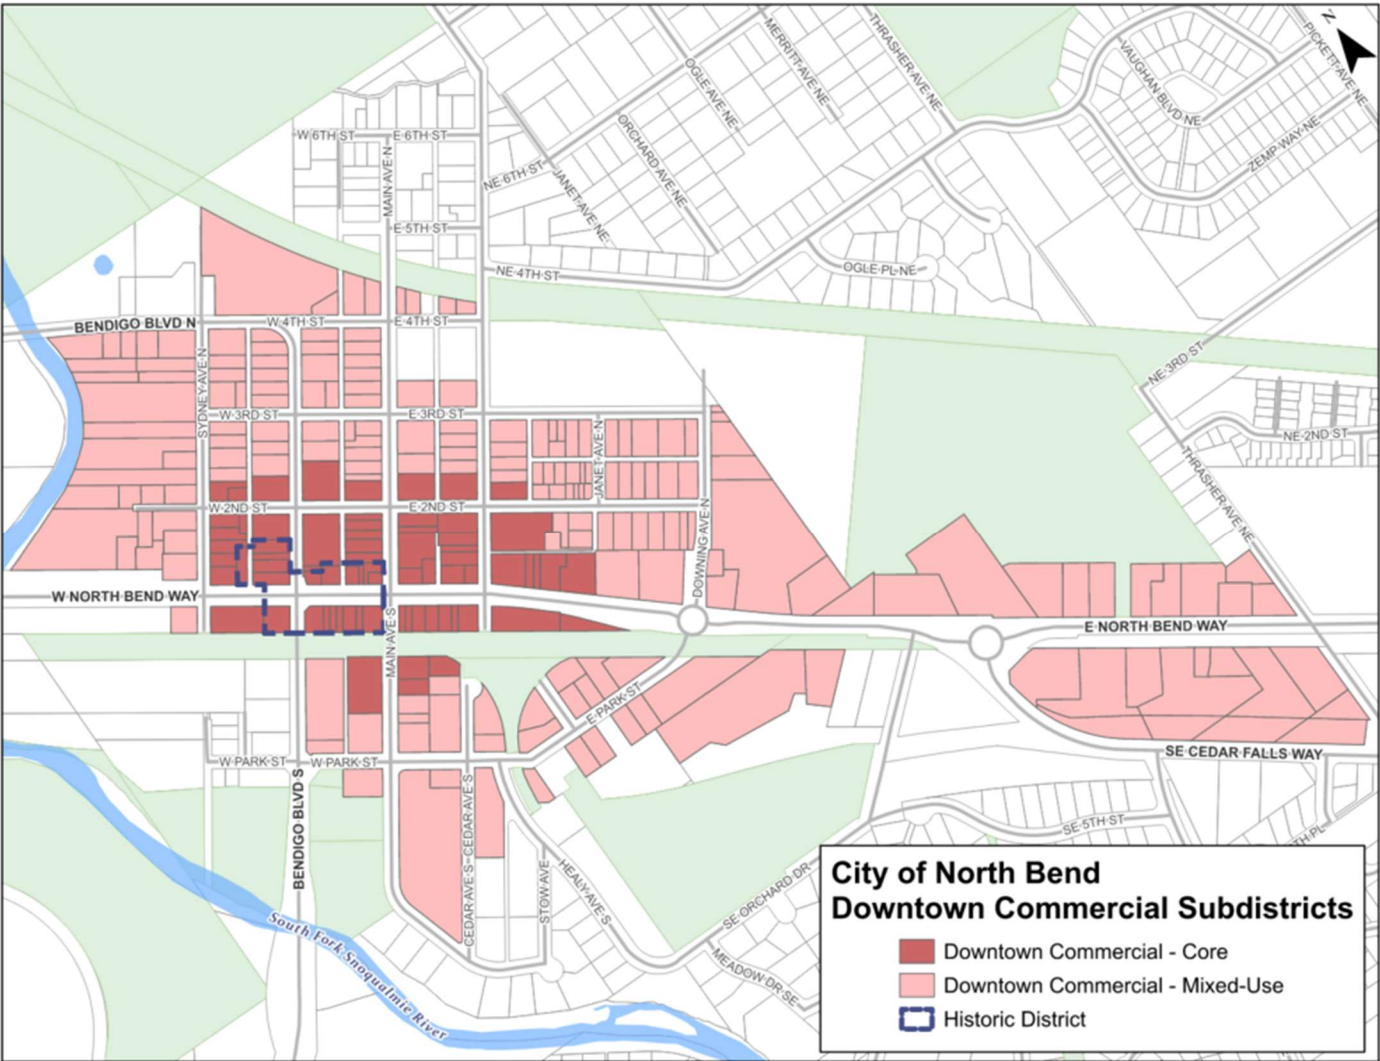 N
PICKETT AVE NE
THRASHER AVE NE
MERRITT AVE NE
VAUGHAN BLVD NE
OGLE AVE NE
ZEMP WAY NE
W 6TH ST
E 6TH ST
ORCHARD AVE NE
MAIN AVE N
NE 6TH ST
JANET AVE NE
E 5TH ST
NE 4TH ST
OGLE PL NE
BENDIGO BLVD N
W 4TH ST
E 4TH ST
NE 3RD ST
SYDNEY AVE N
W 3RD ST
E 3RD ST
NE 2ND ST
JANET AVE N
THRASHER AVE NE
W 2ND ST
E 2ND ST
DOWNING AVE N
W NORTH BEND WAY
E NORTH BEND WAY
MAIN AVE S
E PARK ST
SE CEDAR FALLS WAY
W PARK ST
W PARK ST
BENDIGO BLVD S
CEDAR AVE S
CEDAR AVE S
SE 5TH ST
TH PL
STOW AVE
HEALY AVE S
SE ORCHARD DR
MEADOW DR SE
South Fork Snoqualmie River
City of North Bend
Downtown Commercial Subdistricts
Downtown Commercial - Core
Downtown Commercial - Mixed-Use
Historic District